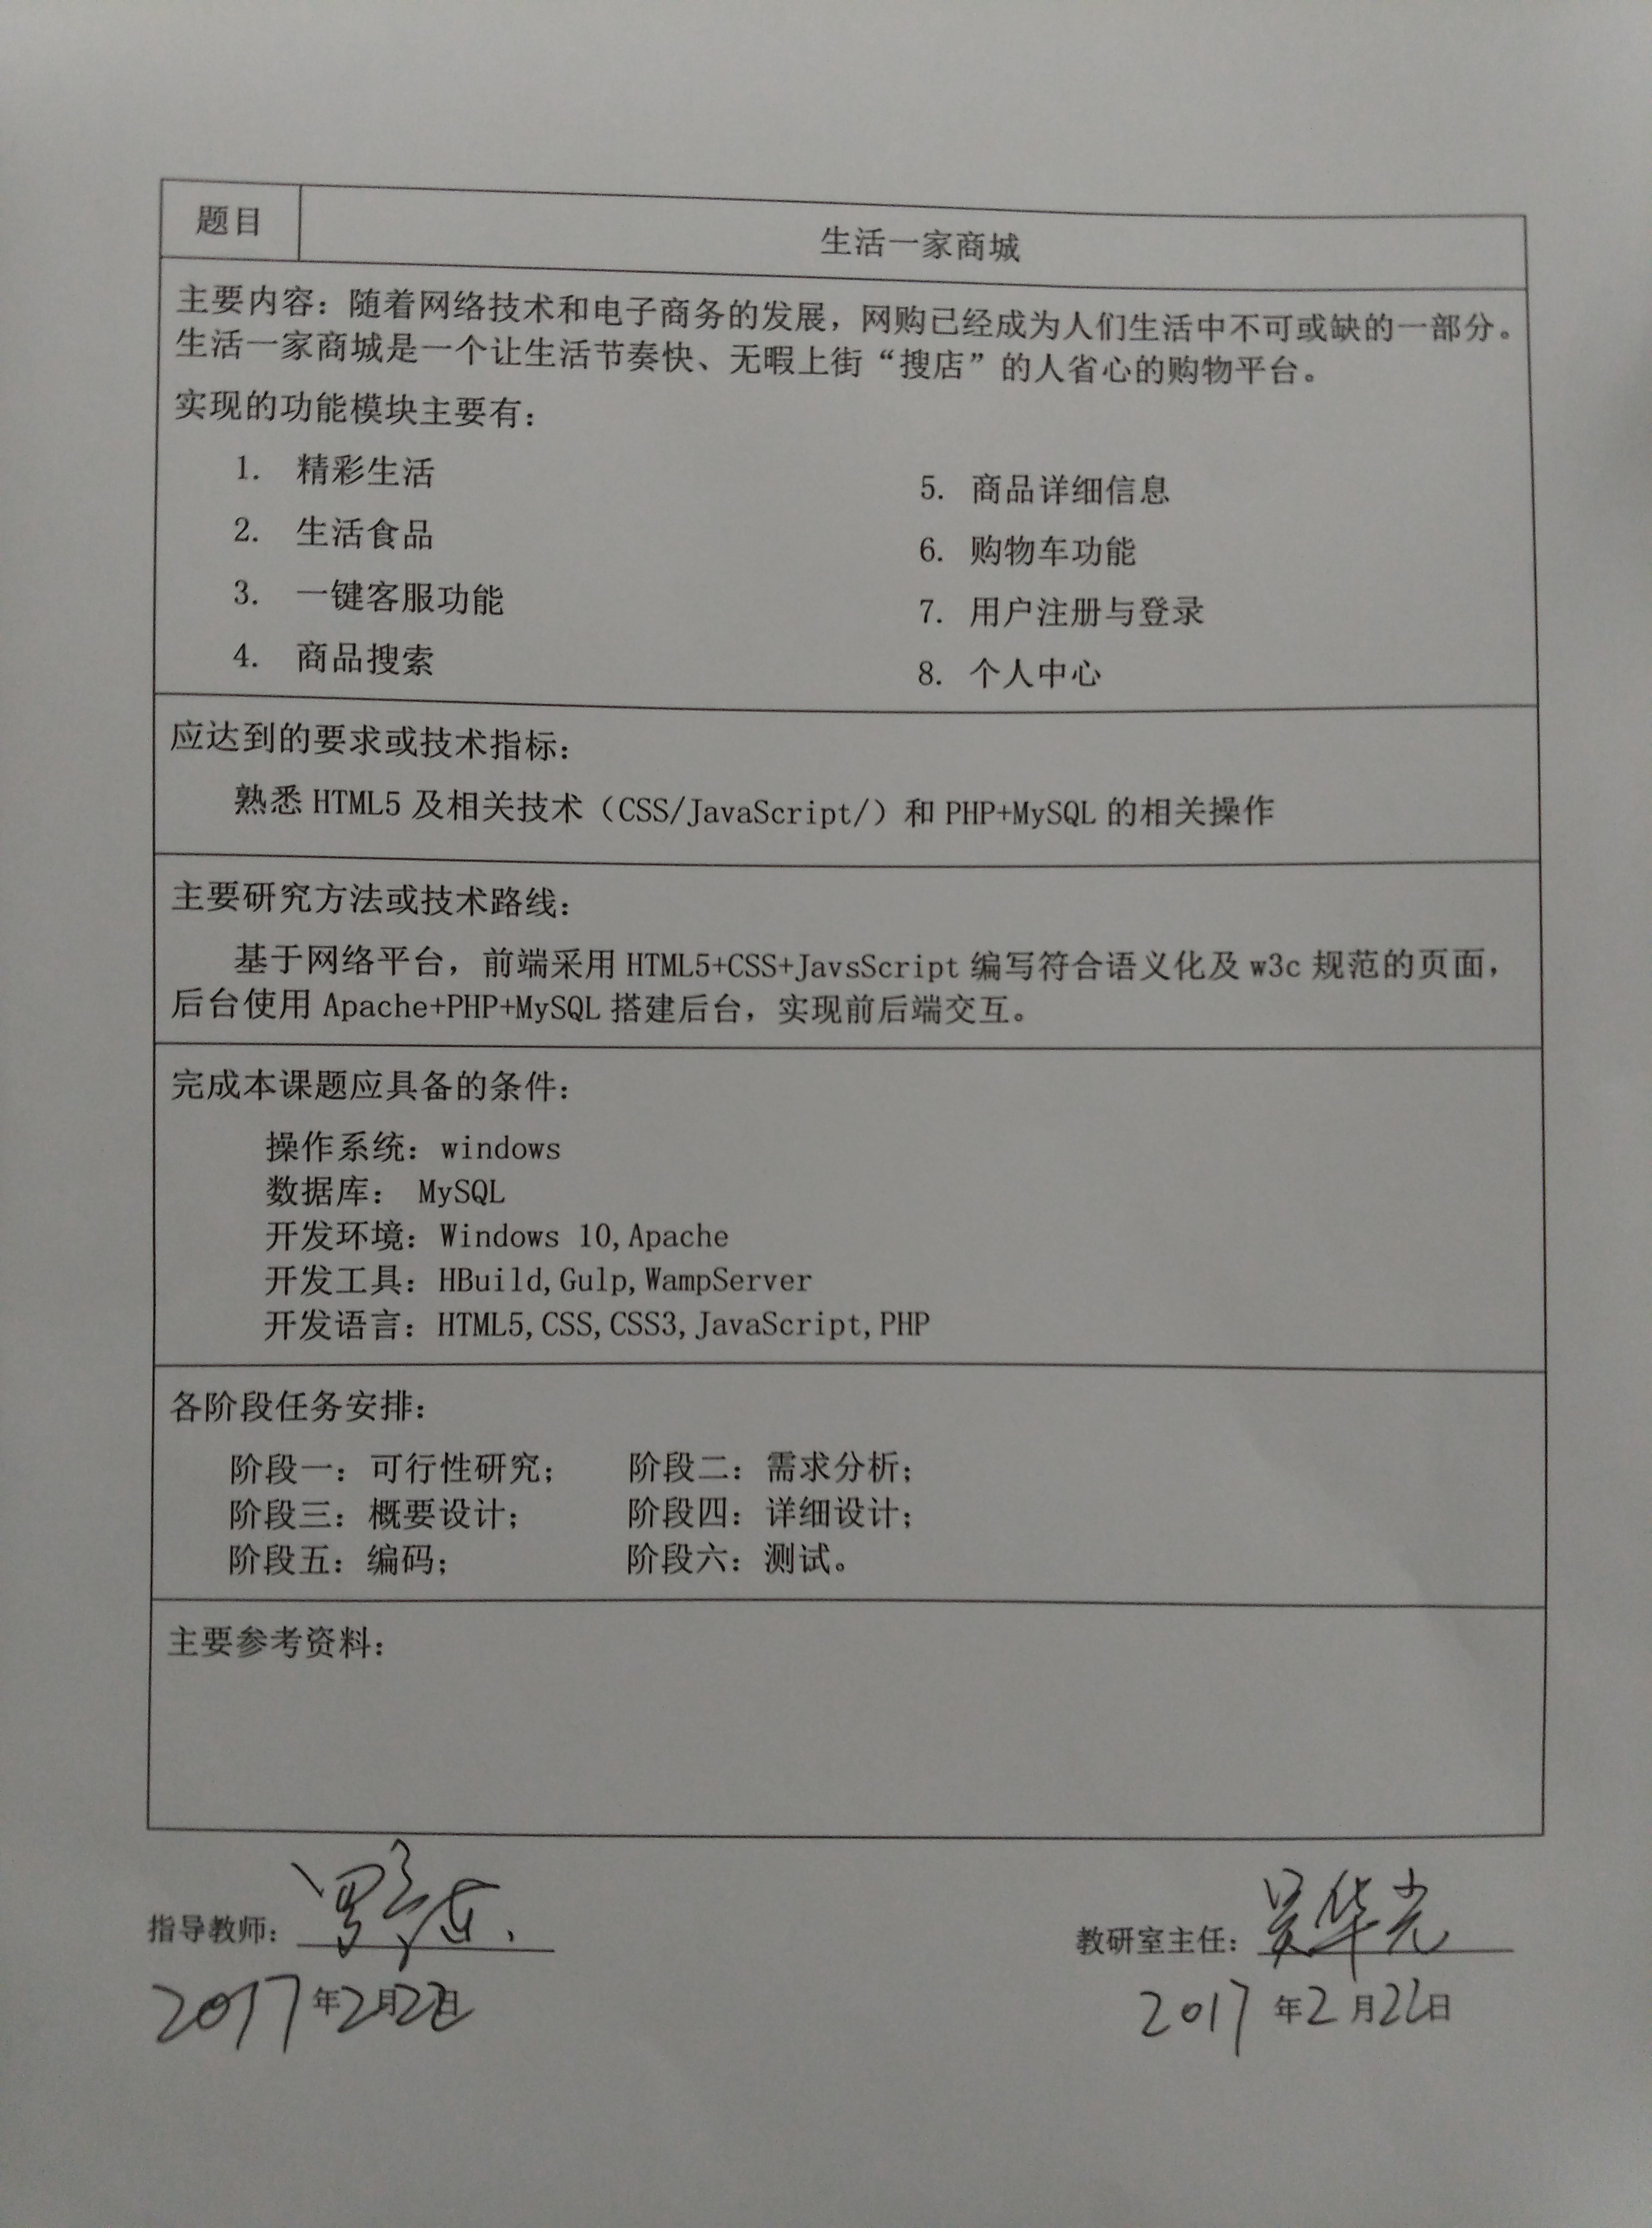 题目
生活一家商城
主要内容：随着网络技术和电子商务的发展，网购已经成为人们生活中不可或缺的一部分。
生活一家商城是一个让生活节奏快、无暇上街“搜店”的人省心的购物平台。
实现的功能模块主要有：
1. 精彩生活
2. 生活食品
3. 一键客服功能
4. 商品搜索
5. 商品详细信息
6. 购物车功能
7. 用户注册与登录
8. 个人中心
应达到的要求或技术指标：
熟悉 HTML5 及相关技术（CSS/JavaScript/）和 PHP+MySQL 的相关操作
主要研究方法或技术路线：
基于网络平台，前端采用 HTML5+CSS+JavsScript 编写符合语义化及 w3c 规范的页面，
后台使用 Apache+PHP+MySQL 搭建后台，实现前后端交互。
完成本课题应具备的条件：
操作系统：windows
数据库： MySQL
开发环境：Windows 10,Apache
开发工具：HBuild,Gulp,WampServer
开发语言：HTML5,CSS,CSS3,JavaScript,PHP
各阶段任务安排：
阶段一：可行性研究； 阶段二：需求分析；
阶段三：概要设计； 阶段四：详细设计；
阶段五：编码； 阶段六：测试。
主要参考资料：
指导教师：
教研室主任：吴华光
2017年2月22日
2017年2月22日